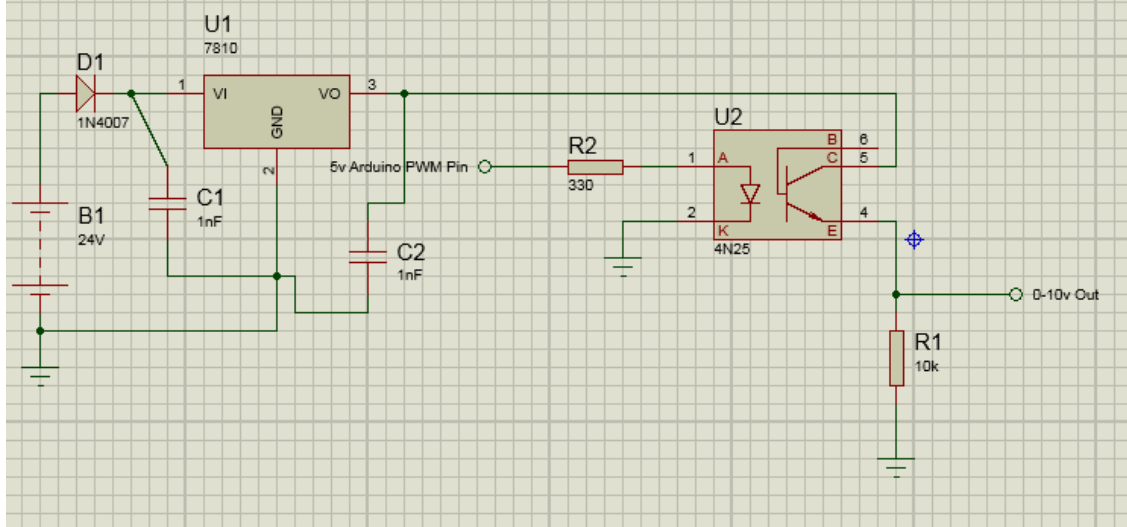 U1
7810
D1
1N4007
1
VI
VO
3
GND
2
B1
24V
C1
1nF
C2
1nF
5v Arduino PWM Pin
R2
330
U2
1
A
B
6
C
5
2
K
E
4
4N25
0-10v Out
R1
10k